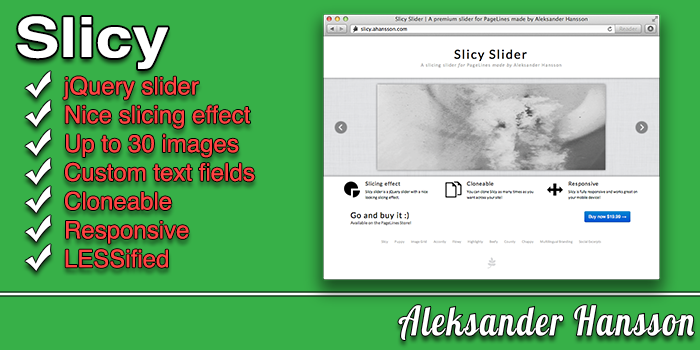 Slicy
jQuery slider
Nice slicing effect
Up to 30 images
Custom text fields
Cloneable
Responsive
LESSified
Slicy Slider | A premium slider for PageLines made by Aleksander Hansson
slicy.ahansson.com
Reader
Slicy Slider
A slicing slider for PageLines made by Aleksander Hansson
Slicing effect
Slicy slider is a jQuery slider with a nice looking slicing effect.
Cloneable
You can clone Slicy as many times as you want across your site!
Responsive
Slicy is fully responsive and works great on your mobile device!
Go and buy it :)
Available on the PageLines Store!
Buy now $19.99 →
Aleksander Hansson